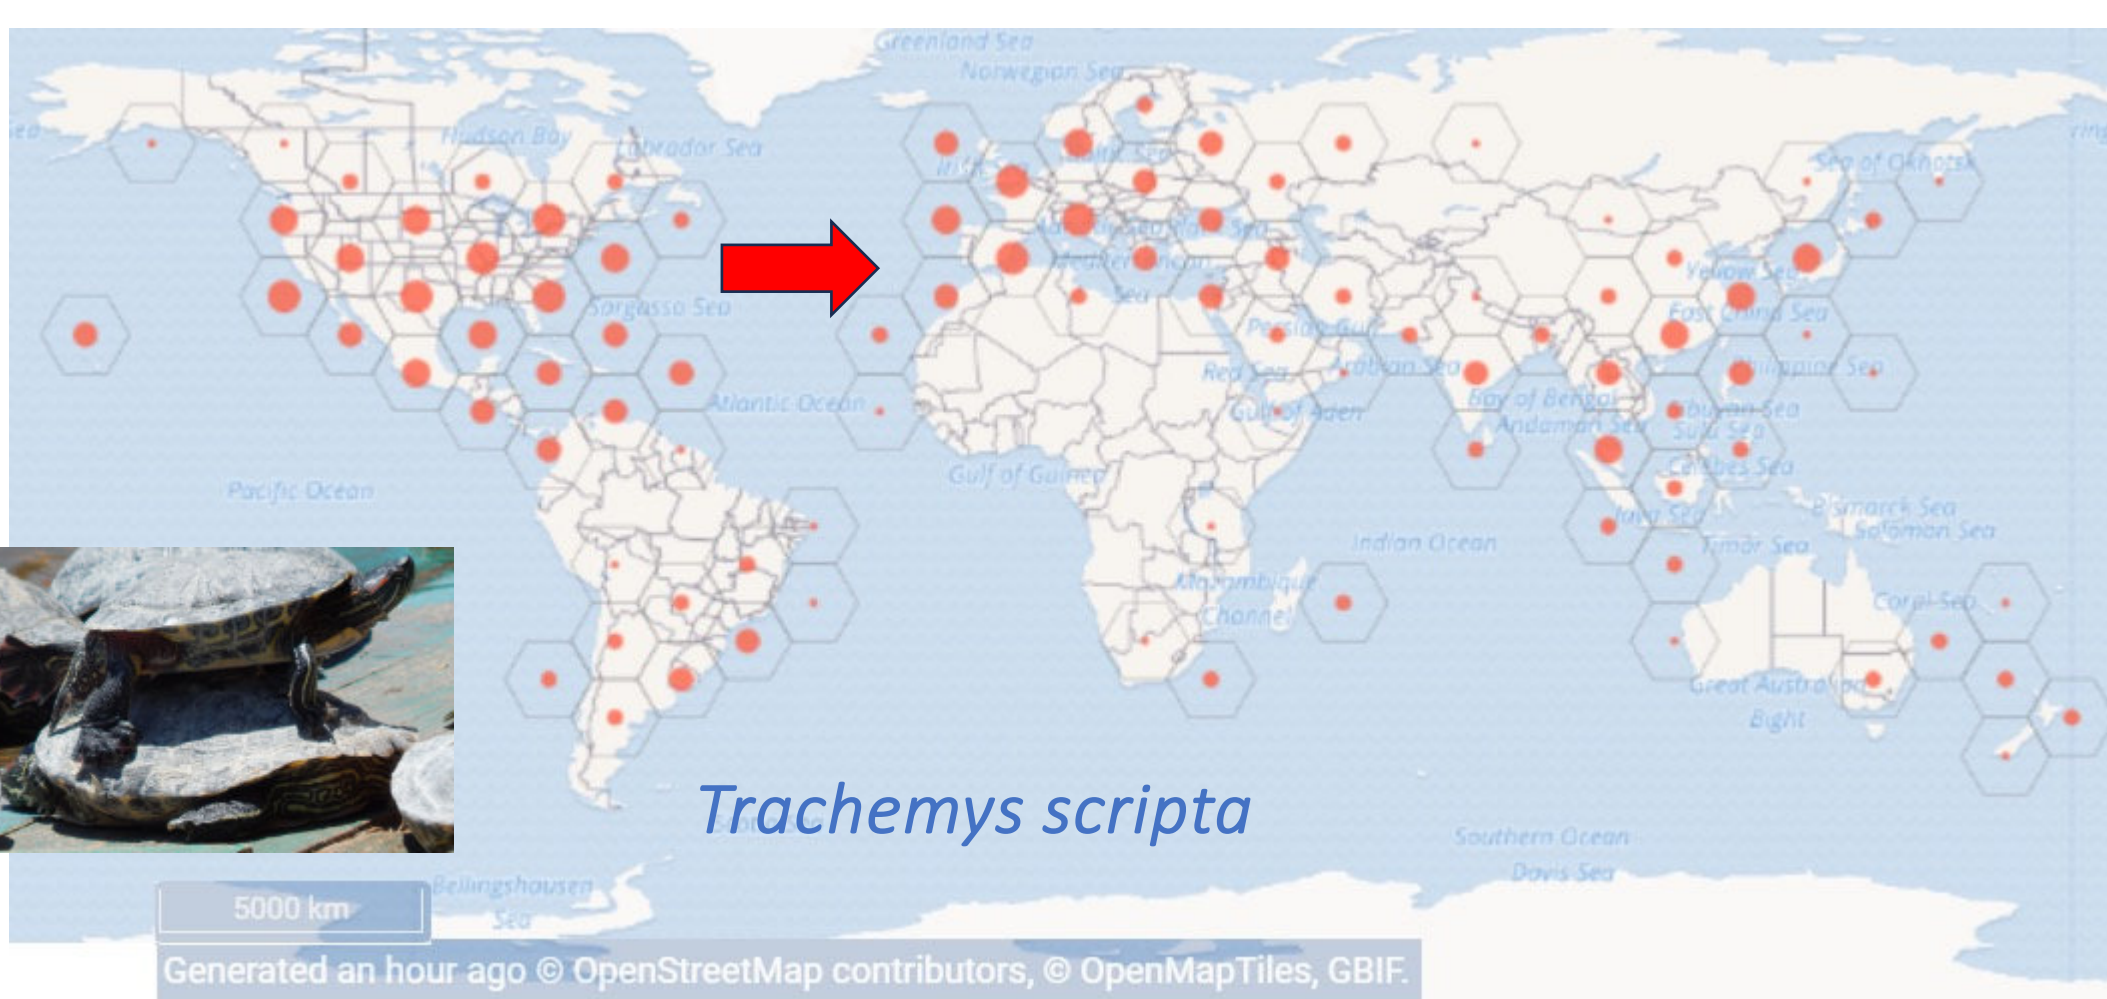 Greenland Sea
Norwegian Sea
Hudson Bay
Labrador Sea
Baltic Sea
Sea of Okhotsk
Mediterranean
Sea
Yellow Sea
East China Sea
Sargasso Sea
Persian Gulf
Red Sea
Arabian Sea
Philippine Sea
Atlantic Ocean
Gulf of Aden
Bay of Bengal
Andaman Sea
Sulu Sea
Gulf of Guinea
Celebes Sea
Pacific Ocean
Bismarck Sea
Java Sea
Solomon Sea
Indian Ocean
Timor Sea
Mozambique
Channel
Coral Sea
Great Australian
Bight
Trachemys scripta
Southern Ocean
Davis Sea
Bellingshausen
Sea
5000 km
Generated an hour ago © OpenStreetMap contributors, © OpenMapTiles, GBIF.